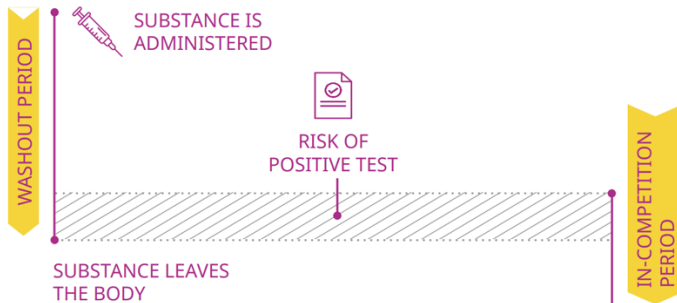 WASHOUT PERIOD
SUBSTANCE IS
ADMINISTERED
RISK OF
POSITIVE TEST
IN-COMPETITION
PERIOD
SUBSTANCE LEAVES
THE BODY